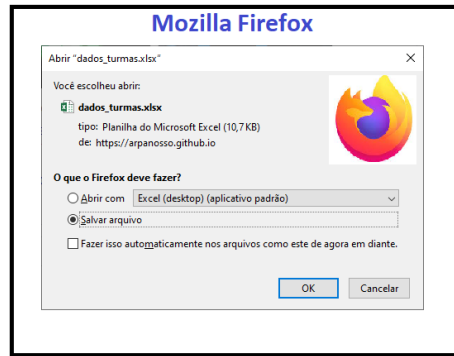 Mozilla Firefox
Abrir "dados_turmas.xlsx"
Você escolheu abrir:
dados_turmas.xlsx
tipo: Planilha do Microsoft Excel (10,7 KB)
de: https://arpanosso.github.io
O que o Firefox deve fazer?
Abrir com Excel (desktop) (aplicativo padrão)
Salvar arquivo
Fazer isso automaticamente nos arquivos como este de agora em diante.
OK Cancelar